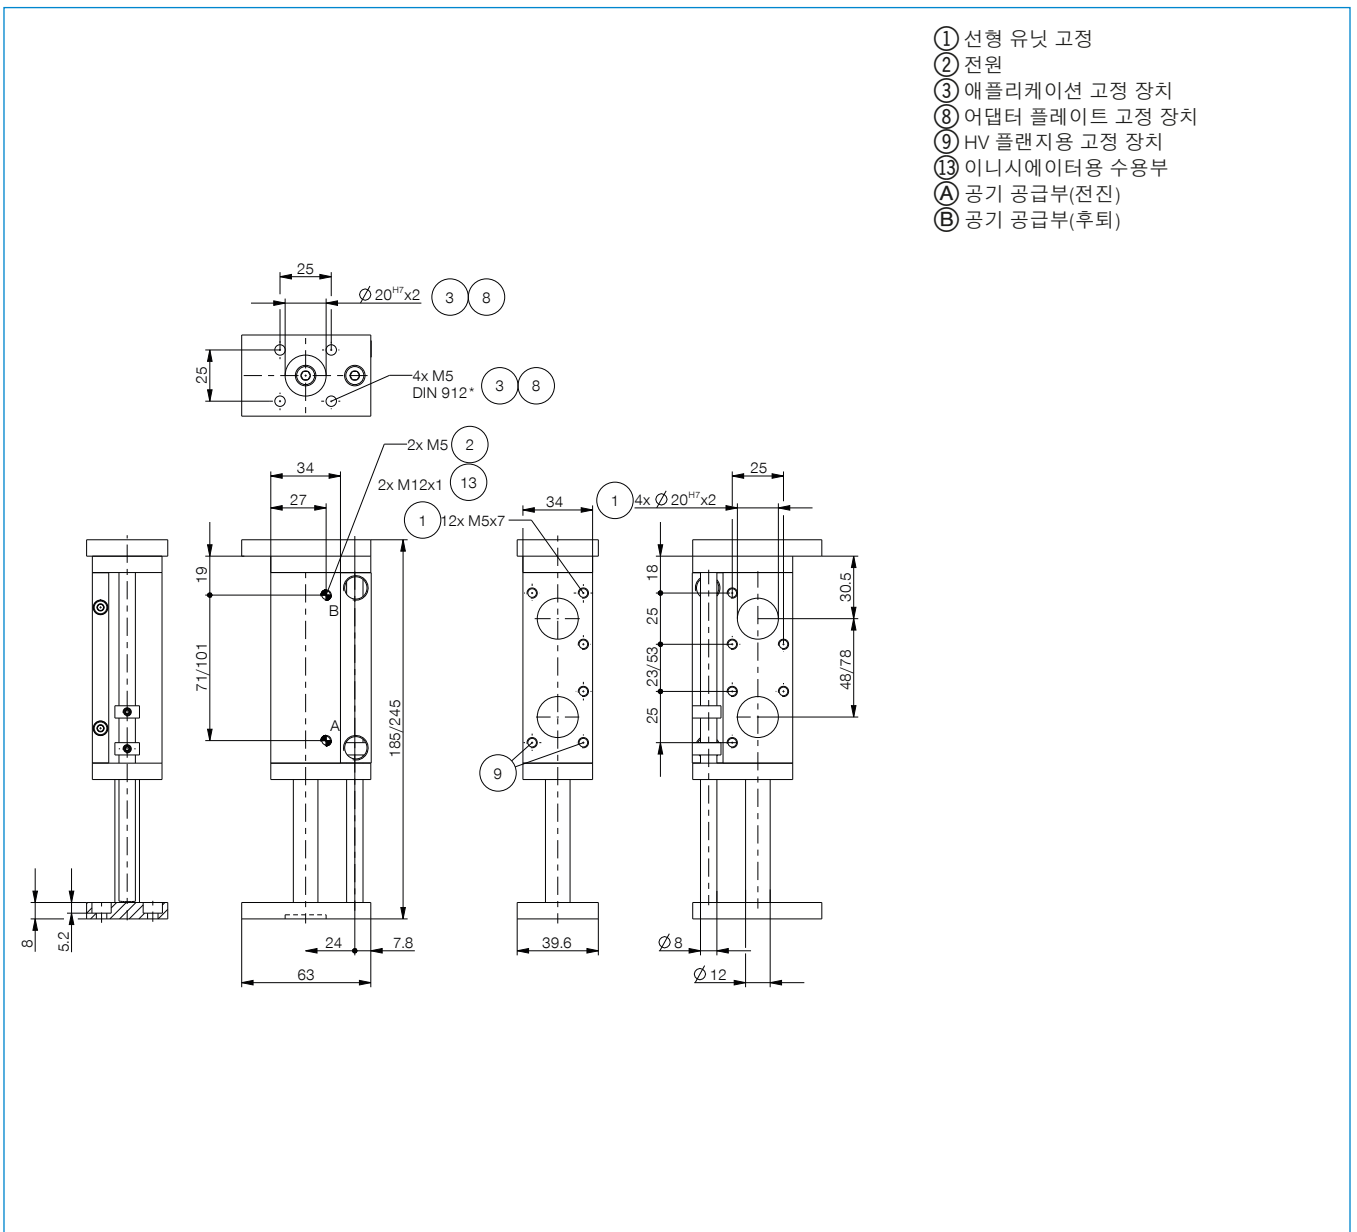 ① 선형 유닛 고정
② 전원
③ 애플리케이션 고정 장치
⑧ 어댑터 플레이트 고정 장치
⑨ HV 플랜지용 고정 장치
⑬ 이니시에이터용 수용부
Ⓐ 공기 공급부(전진)
Ⓑ 공기 공급부(후퇴)
25
Ø 20H7x2 3 8
25
4x M5 3 8
DIN 912*
2x M5 2
34
27
2x M12x1 13
1 12x M5x7
34
1 4x Ø 20H7x2
25
19
B
71/101
A
185/245
9
18
25
23/53
25
30.5
48/78
8
5.2
24
7.8
63
39.6
Ø 8
Ø 12